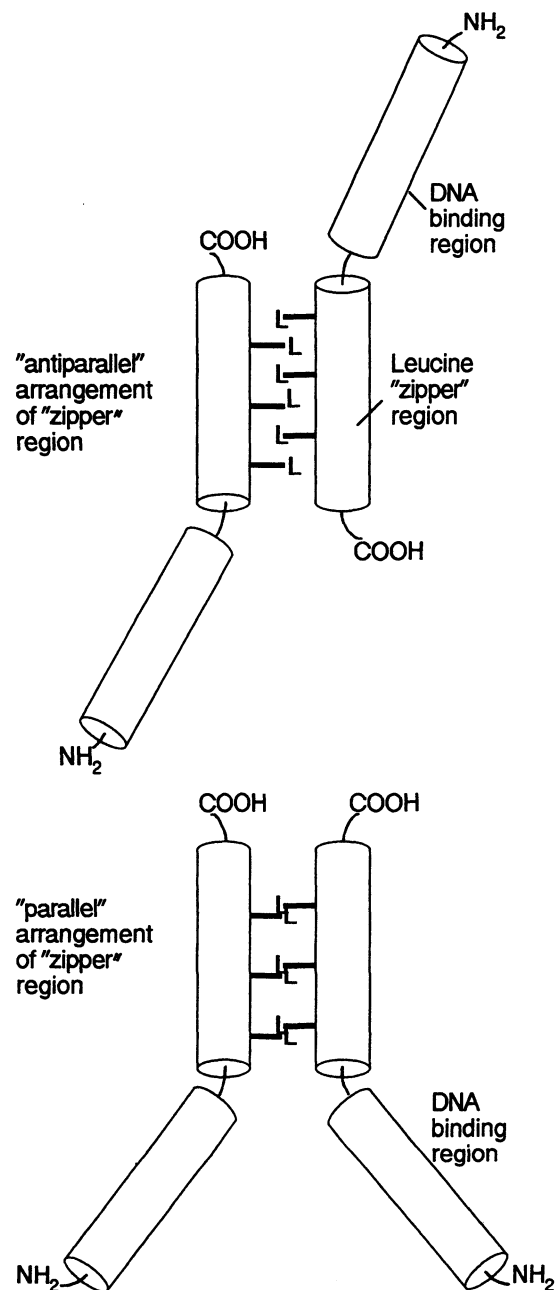 NH2
DNA
binding
region
COOH
"antiparallel"
arrangement
of "zipper"
region
L
L
L
L
L
L
Leucine
"zipper"
region
COOH
NH2
COOH
COOH
"parallel"
arrangement
of "zipper"
region
L
L
L
L
L
L
DNA
binding
region
NH2
NH2